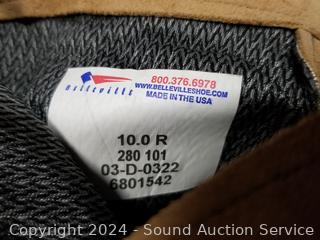 Belleville
800.376.6978
WWW.BELLEVILLESHOE.COM
MADE IN THE USA
10.0 R
280 101
03-D-0322
6801542
Copyright 2024 - Sound Auction Service